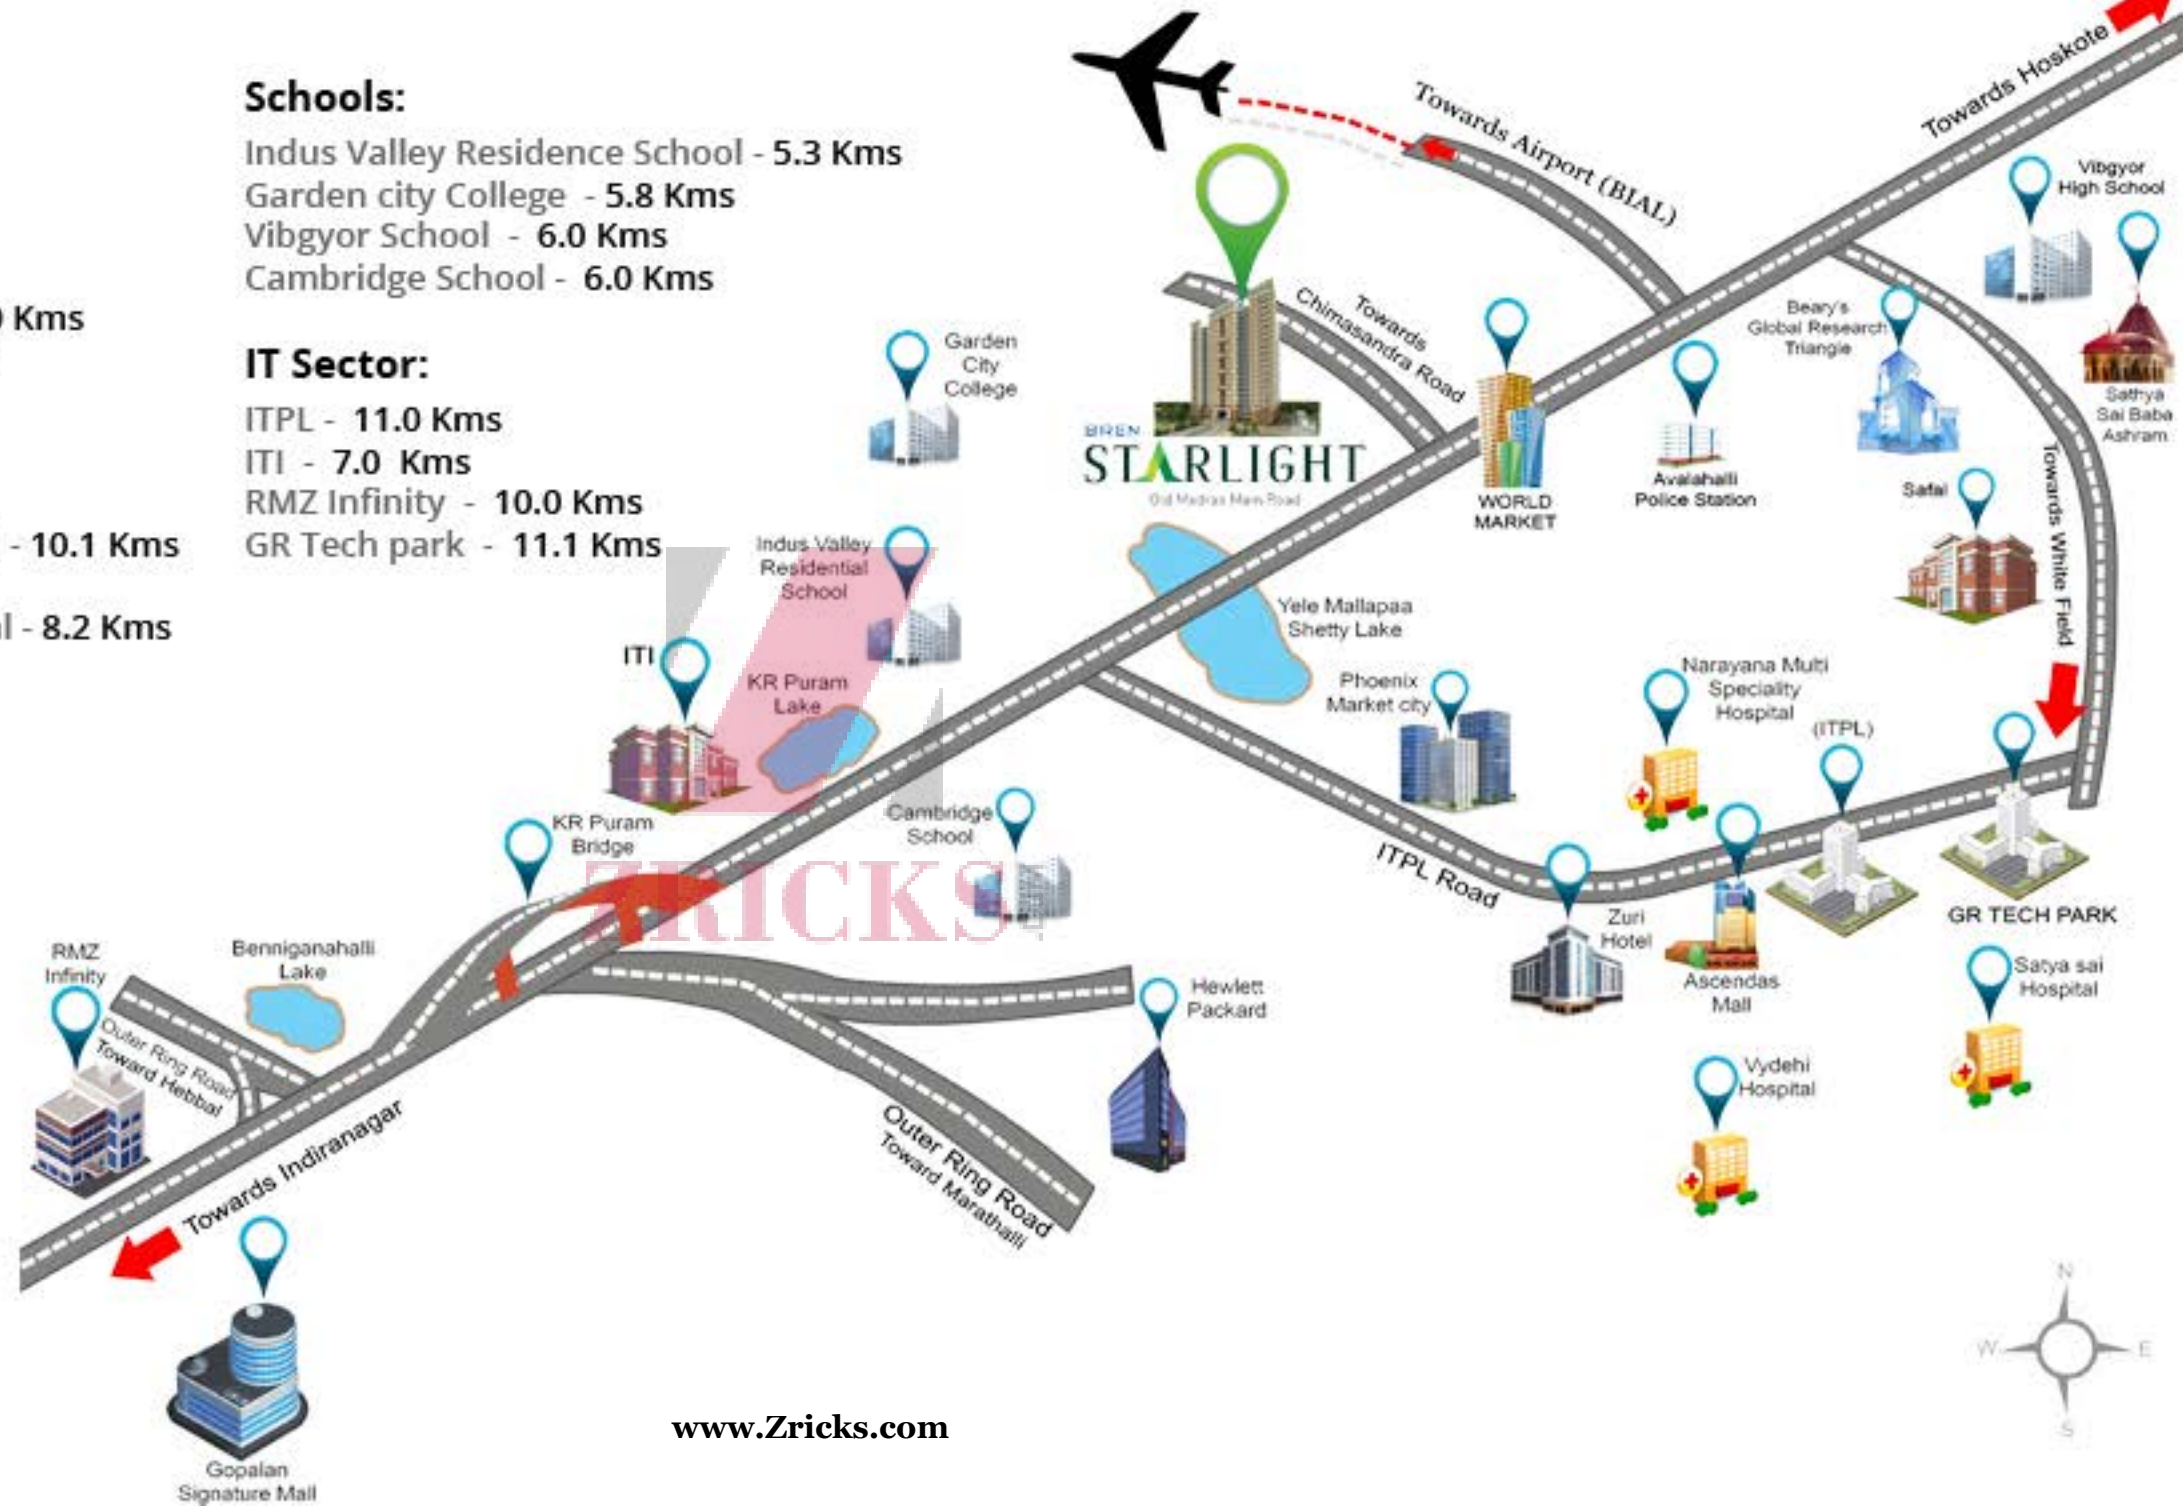 Schools:
Indus Valley Residence School - 5.3 Kms
Garden city College - 5.8 Kms
Vibgyor School - 6.0 Kms
Cambridge School - 6.0 Kms
IT Sector:
ITPL - 11.0 Kms
ITI - 7.0 Kms
RMZ Infinity - 10.0 Kms
GR Tech park - 11.1 Kms
Kms
- 10.1 Kms
l - 8.2 Kms
Towards Hoskote
Towards Airport (BIAL)
Vibgyor
High School
Towards
Chimasandra Road
Beary's
Global Research
Triangle
Garden
City
College
Sathya
Sai Baba
Ashram
BIREN
STARLIGHT
Old Madras Main Road
WORLD
MARKET
Avalahalli
Police Station
Safal
Towards White Field
Indus Valley
Residential
School
Yele Mallapaa
Shetty Lake
ITI
KR Puram
Lake
Phoenix
Market city
Narayana Multi
Speciality
Hospital
(ITPL)
KR Puram
Bridge
Cambridge
School
ITPL Road
ZRICKS
Zuri
Hotel
GR TECH PARK
RMZ
Infinity
Benniganahalli
Lake
Ascendas
Mall
Satya sai
Hospital
Hewlett
Packard
Outer Ring Road
Toward Hebbal
Vydehi
Hospital
Towards Indiranagar
Outer Ring Road
Toward Marathalli
Gopalan
Signature Mall
www.Zricks.com
N
W
E
S